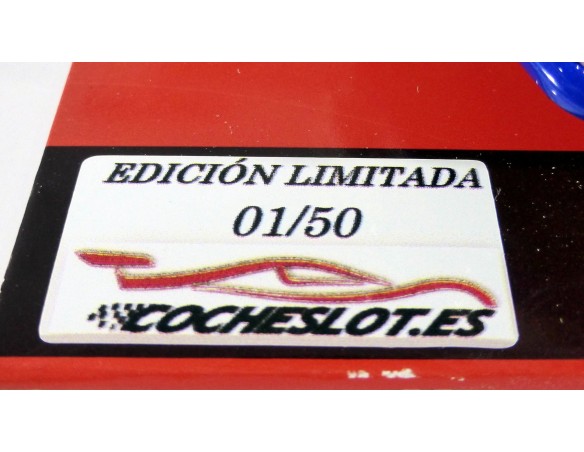 EDICIÓN LIMITADA
01/50
COCHESLOT.ES